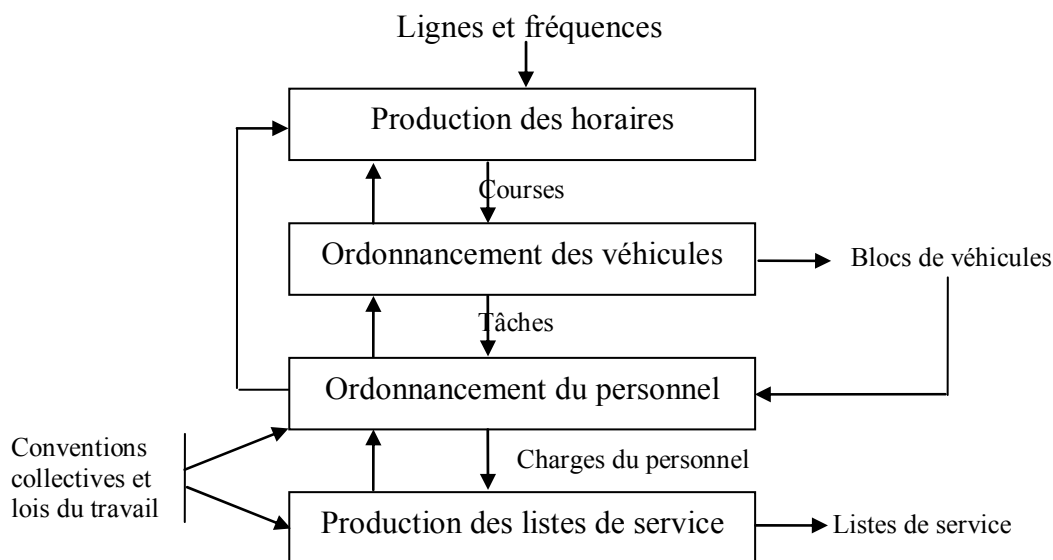 Lignes et fréquences
Production des horaires
Courses
Ordonnancement des véhicules
Blocs de véhicules
Tâches
Ordonnancement du personnel
Conventions
collectives et
lois du travail
Charges du personnel
Production des listes de service
Listes de service